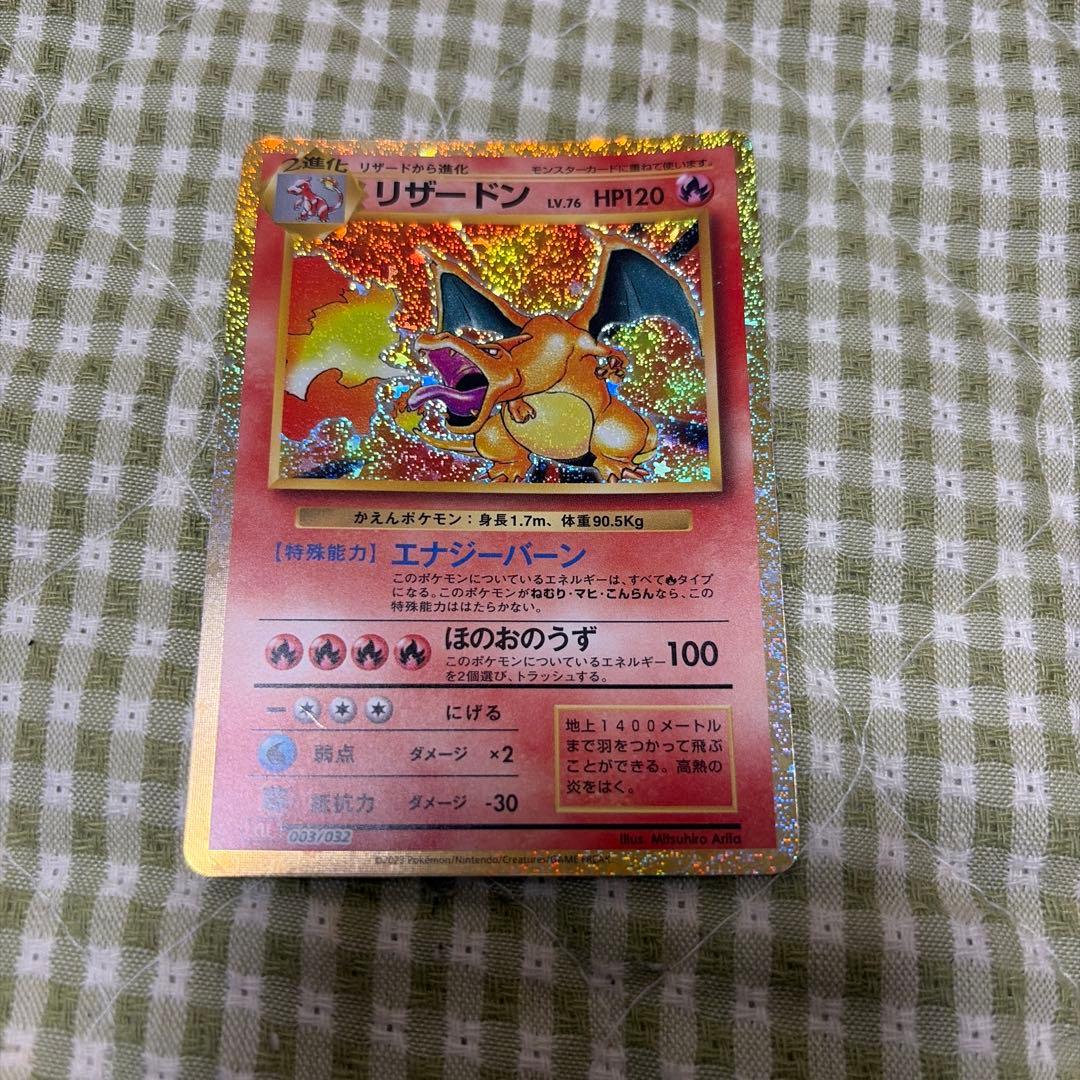 2進化 リザードから進化 モンスターカードに重ねて使います。
リザードン LV.76 HP120
かえんポケモン：身長1.7m、体重90.5Kg
【特殊能力】 エナジーバーン
このポケモンについているエネルギーは、すべてタイプ
になる。このポケモンがねむり・マヒ・こんらんなら、この
特殊能力ははたらかない。
ほのおのうず 100
このポケモンについているエネルギー
を2個選び、トラッシュする。
ー にげる
弱点 ダメージ ×2
抵抗力 ダメージ -30
地上1400メートル
まで羽をつかって飛ぶ
ことができる。高熱の
炎をはく。
003/032
Illus. Mitsuhiro Arita
©2023 Pokémon/Nintendo/Creatures/GAME FREAK